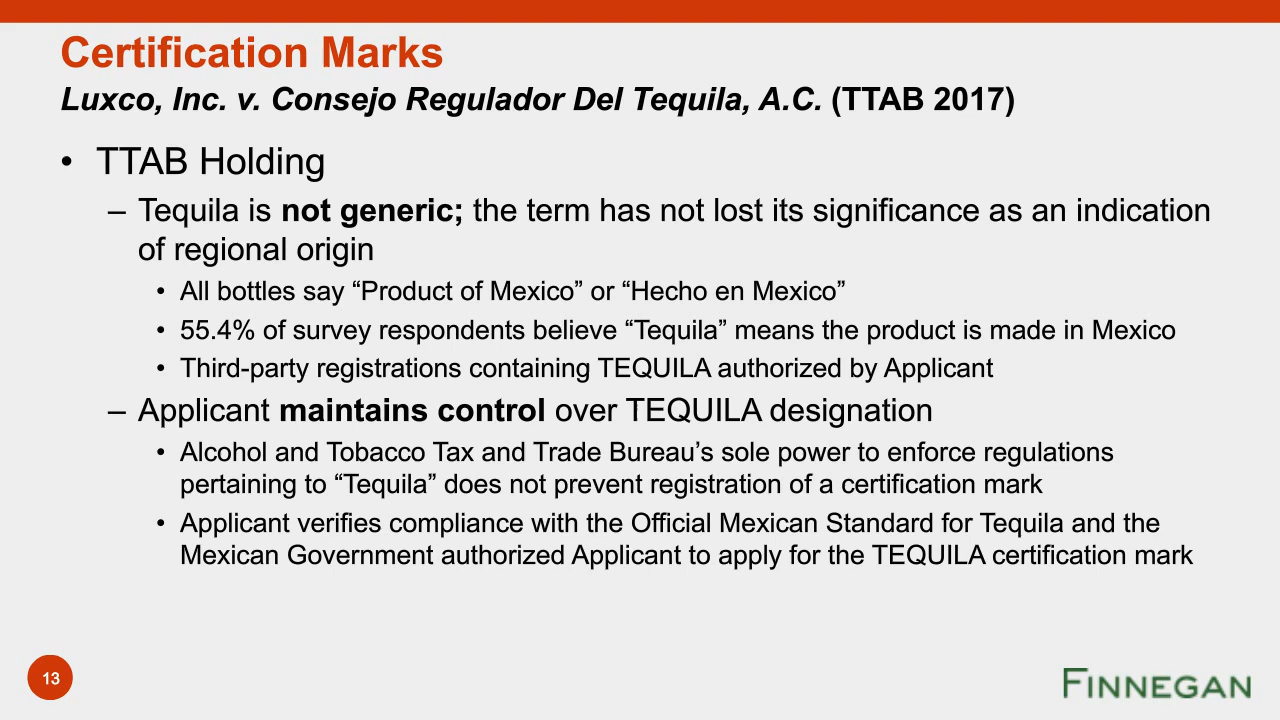 Certification Marks
Luxco, Inc. v. Consejo Regulador Del Tequila, A.C. (TTAB 2017)
• TTAB Holding
– Tequila is not generic; the term has not lost its significance as an indication
of regional origin
• All bottles say “Product of Mexico” or “Hecho en Mexico”
• 55.4% of survey respondents believe “Tequila” means the product is made in Mexico
• Third-party registrations containing TEQUILA authorized by Applicant
– Applicant maintains control over TEQUILA designation
• Alcohol and Tobacco Tax and Trade Bureau’s sole power to enforce regulations
pertaining to “Tequila” does not prevent registration of a certification mark
• Applicant verifies compliance with the Official Mexican Standard for Tequila and the
Mexican Government authorized Applicant to apply for the TEQUILA certification mark
13
FINNEGAN